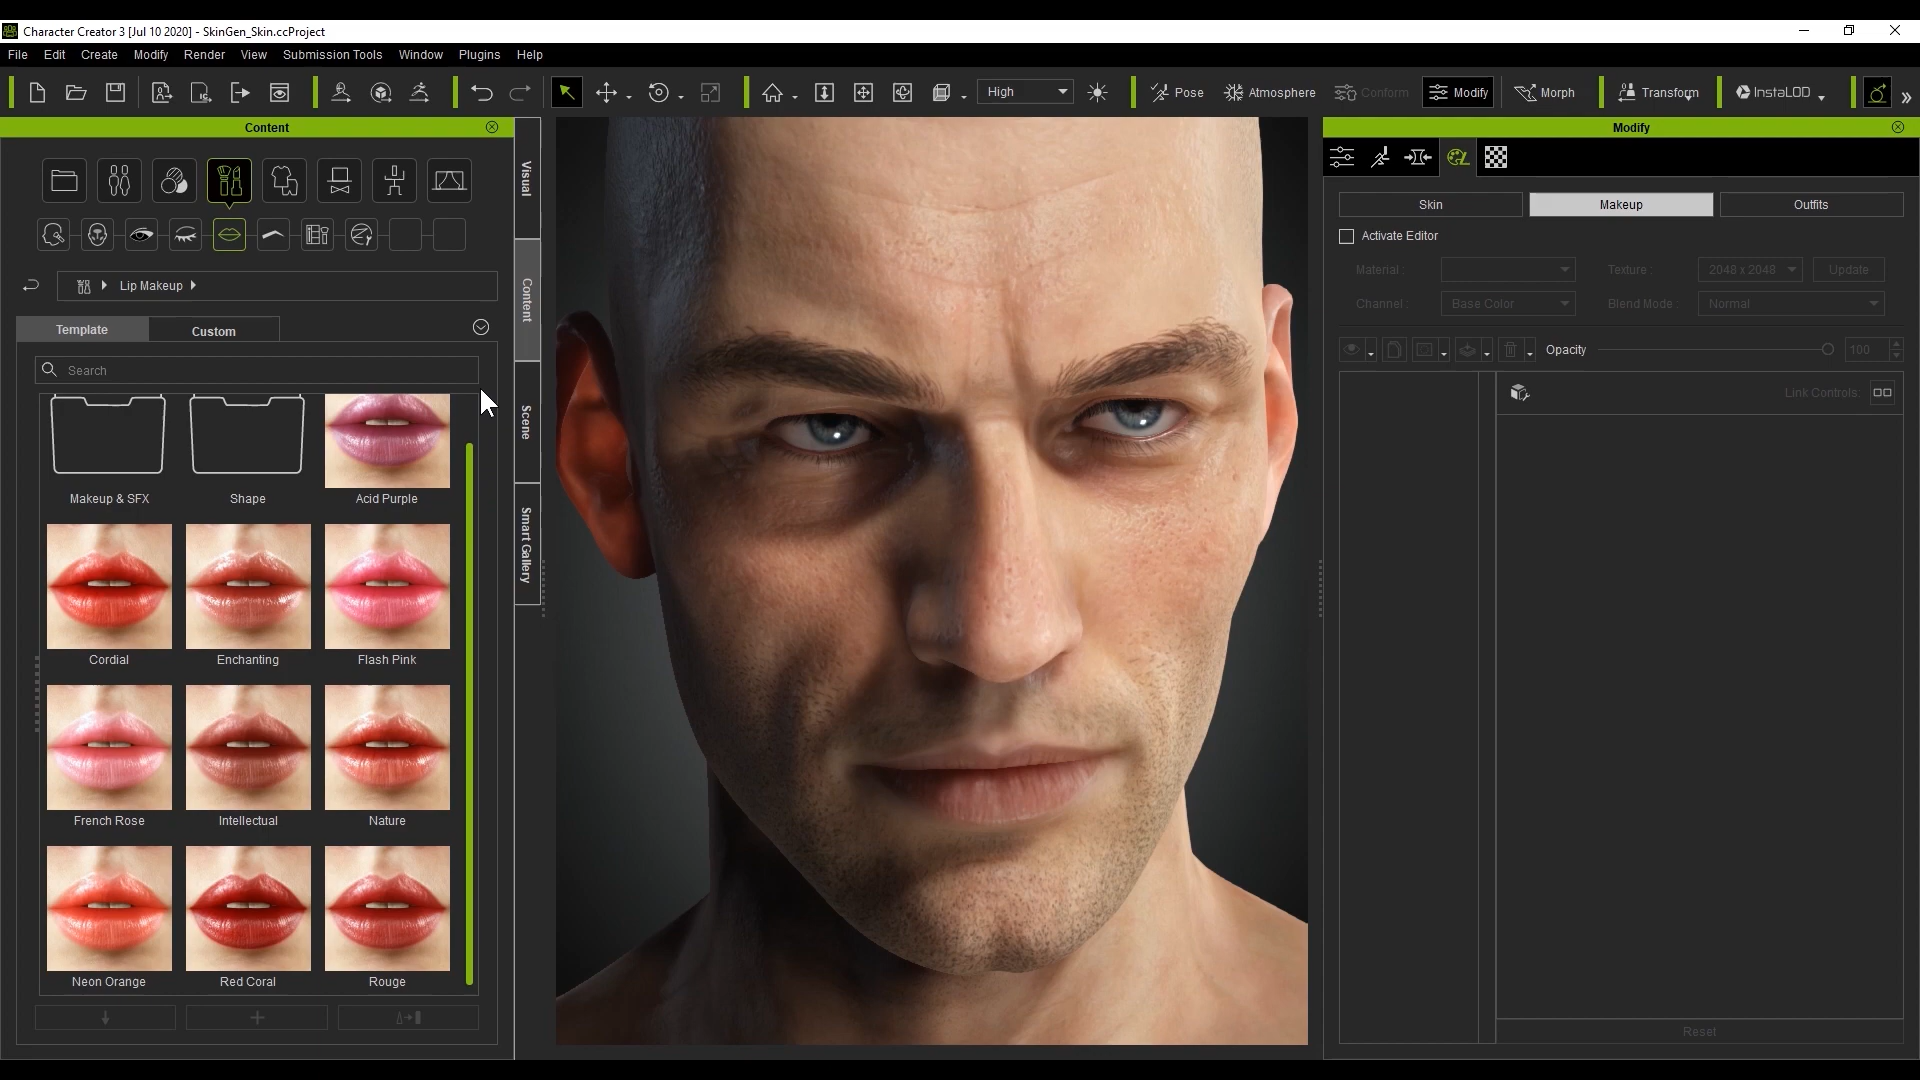 Character Creator 3 [Jul 10 2020] - SkinGen_Skin.ccProject
File Edit Create Modify Render View Submission Tools Window Plugins Help
High Pose Atmosphere Conform Modify Morph Transform InstaLOD
Content
Visual
Content
Scene
Smart Gallery
Lip Makeup
Template Custom
Search
Makeup & SFX Shape Acid Purple
Cordial Enchanting Flash Pink
French Rose Intellectual Nature
Neon Orange Red Coral Rouge
Modify
Skin Makeup Outfits
Activate Editor
Material : Texture : 2048 x 2048 Update
Channel : Base Color Blend Mode : Normal
Opacity 100
Link Controls:
Reset